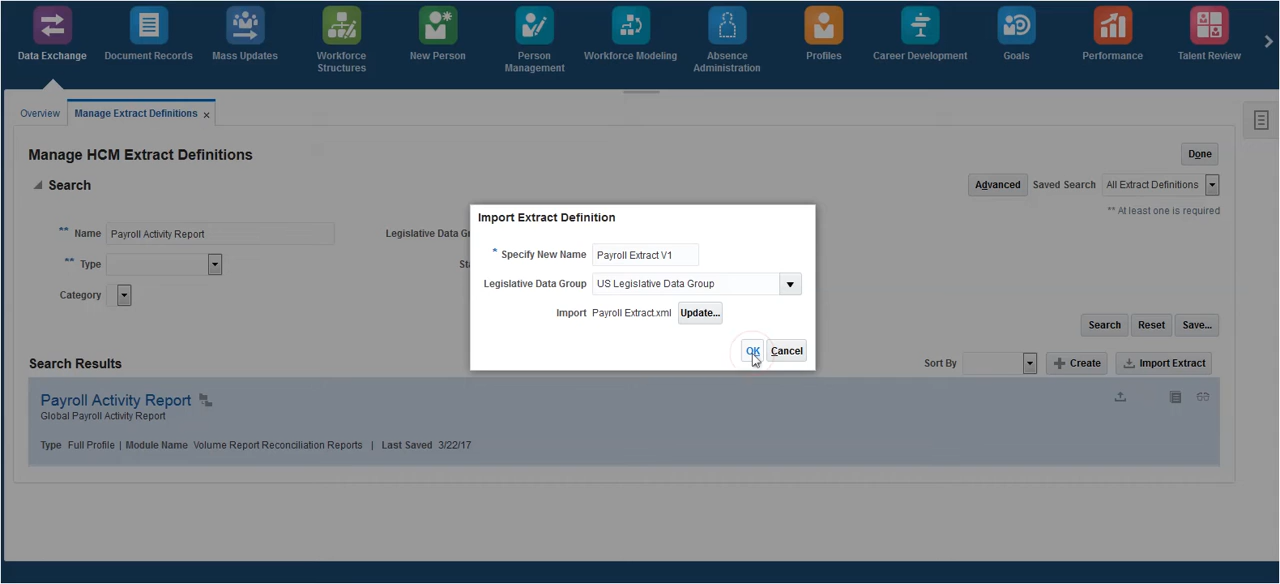 Data Exchange
Document Records
Mass Updates
Workforce
Structures
New Person
Person
Management
Workforce Modeling
Absence
Administration
Profiles
Career Development
Goals
Performance
Talent Review
Overview
Manage Extract Definitions ×
Manage HCM Extract Definitions
Done
Search
Advanced
Saved Search
All Extract Definitions
** At least one is required
** Name
Payroll Activity Report
Legislative Data
** Type
Category
Search
Reset
Save...
Import Extract Definition
* Specify New Name
Payroll Extract V1
Legislative Data Group
US Legislative Data Group
Import
Payroll Extract.xml
Update...
OK
Cancel
Search Results
Sort By
Create
Import Extract
Payroll Activity Report
Global Payroll Activity Report
Type Full Profile | Module Name Volume Report Reconciliation Reports | Last Saved 3/22/17